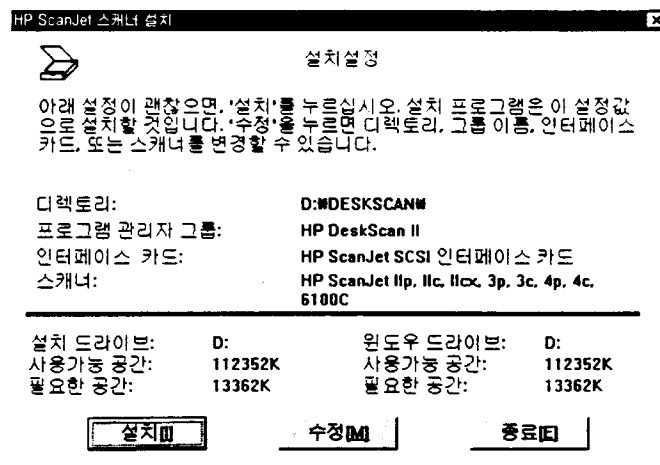 HP ScanJet 스캐너 설치
설치설정
아래 설정이 괜찮으면, '설치'를 누르십시오. 설치 프로그램은 이 설정값
으로 설치할 것입니다. '수정'을 누르면 디렉토리, 그룹 이름, 인터페이스
카드, 또는 스캐너를 변경할 수 있습니다.
디렉토리: D:₩DESKSCAN₩
프로그램 관리자 그룹: HP DeskScan II
인터페이스 카드: HP ScanJet SCSI 인터페이스 카드
스캐너: HP ScanJet IIp, IIc, IIcx, 3p, 3c, 4p, 4c,
6100C
설치 드라이브: D: 윈도우 드라이브: D:
사용가능 공간: 112352K 사용가능 공간: 112352K
필요한 공간: 13362K 필요한 공간: 13362K
설치[I] 수정[M] 종료[E]